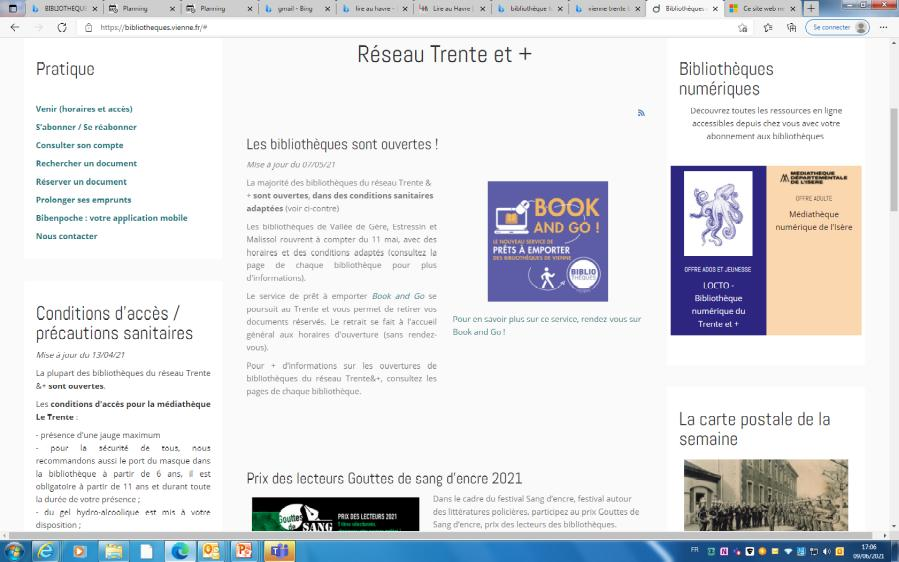 BIBLIOTHEQU
Planning
Planning
gmail - Bing
lire au havre -
Lire au Havre
bibliothèque
vienne trente
Bibliothèques
Ce site web n
https://bibliotheques.vienne.fr/#
Se connecter
Réseau Trente et +
Pratique
Venir (horaires et accès)
S'abonner / Se réabonner
Consulter son compte
Rechercher un document
Réserver un document
Prolonger ses emprunts
Bibenpoche : votre application mobile
Nous contacter
Conditions d'accès /
précautions sanitaires
Mise à jour du 13/04/21
La plupart des bibliothèques du réseau Trente
&+ sont ouvertes.
Les conditions d'accès pour la médiathèque
Le Trente :
- présence d'une jauge maximum
- pour la sécurité de tous, nous
recommandons aussi le port du masque dans
la bibliothèque à partir de 6 ans, il est
obligatoire à partir de 11 ans et durant toute
la durée de votre présence ;
- du gel hydro-alcoolique est mis à votre
disposition ;
Les bibliothèques sont ouvertes !
Mise à jour du 07/05/21
La majorité des bibliothèques du réseau Trente &
+ sont ouvertes, dans des conditions sanitaires
adaptées (voir ci-contre)
Les bibliothèques de Vallée de Gère, Estressin et
Malissol rouvrent à compter du 11 mai, avec des
horaires et des conditions adaptés (consultez la
page de chaque bibliothèque pour plus
d'informations).
Le service de prêt à emporter Book and Go se
poursuit au Trente et vous permet de retirer vos
documents réservés. Le retrait se fait à l'accueil
général aux horaires d'ouverture (sans rendez-
vous).
Pour + d'informations sur les ouvertures de
bibliothèques du réseau Trente&+, consultez les
pages de chaque bibliothèque.
BOOK
AND GO !
LE NOUVEAU SERVICE DE
PRÊTS À EMPORTER
DES BIBLIOTHÈQUES DE VIENNE
BIBLIO
THÈQUES
Pour en savoir plus sur ce service, rendez vous sur
Book and Go !
Prix des lecteurs Gouttes de sang d'encre 2021
Gouttes
de SANG
PRIX DES LECTEURS 2021
Dans le cadre du festival Sang d'encre, festival autour
des littératures policières, participez au prix Gouttes de
Sang d'encre, prix des lecteurs des bibliothèques.
Bibliothèques
numériques
Découvrez toutes les ressources en ligne
accessibles depuis chez vous avec votre
abonnement aux bibliothèques
OFFRE ADOS ET JEUNESSE
LOCTO -
Bibliothèque
numérique du
Trente et +
MÉDIATHÈQUE
DÉPARTEMENTALE
DE L'ISÈRE
OFFRE ADULTE
Médiathèque
numérique de l'Isère
La carte postale de la
semaine
FR
17:06
09/06/2021